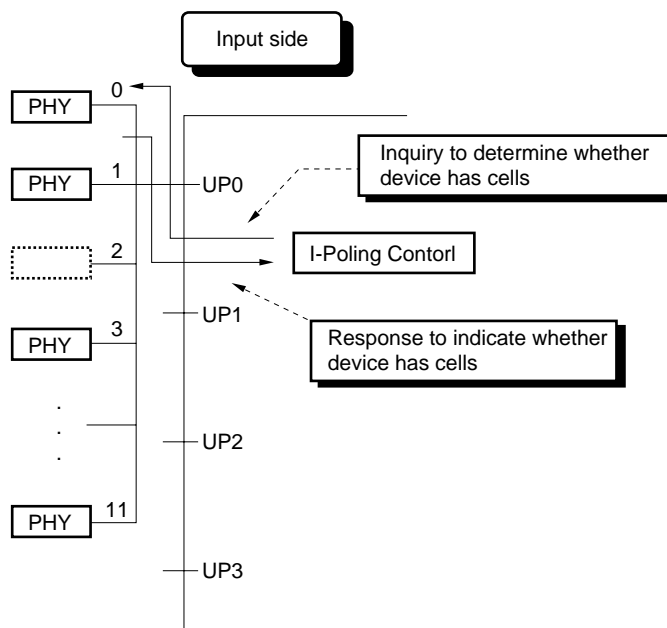 Input side
0
PHY
Inquiry to determine whether
device has cells
1
PHY
UP0
2
I-Poling Contorl
UP1
3
PHY
Response to indicate whether
device has cells
.
.
.
UP2
11
PHY
UP3